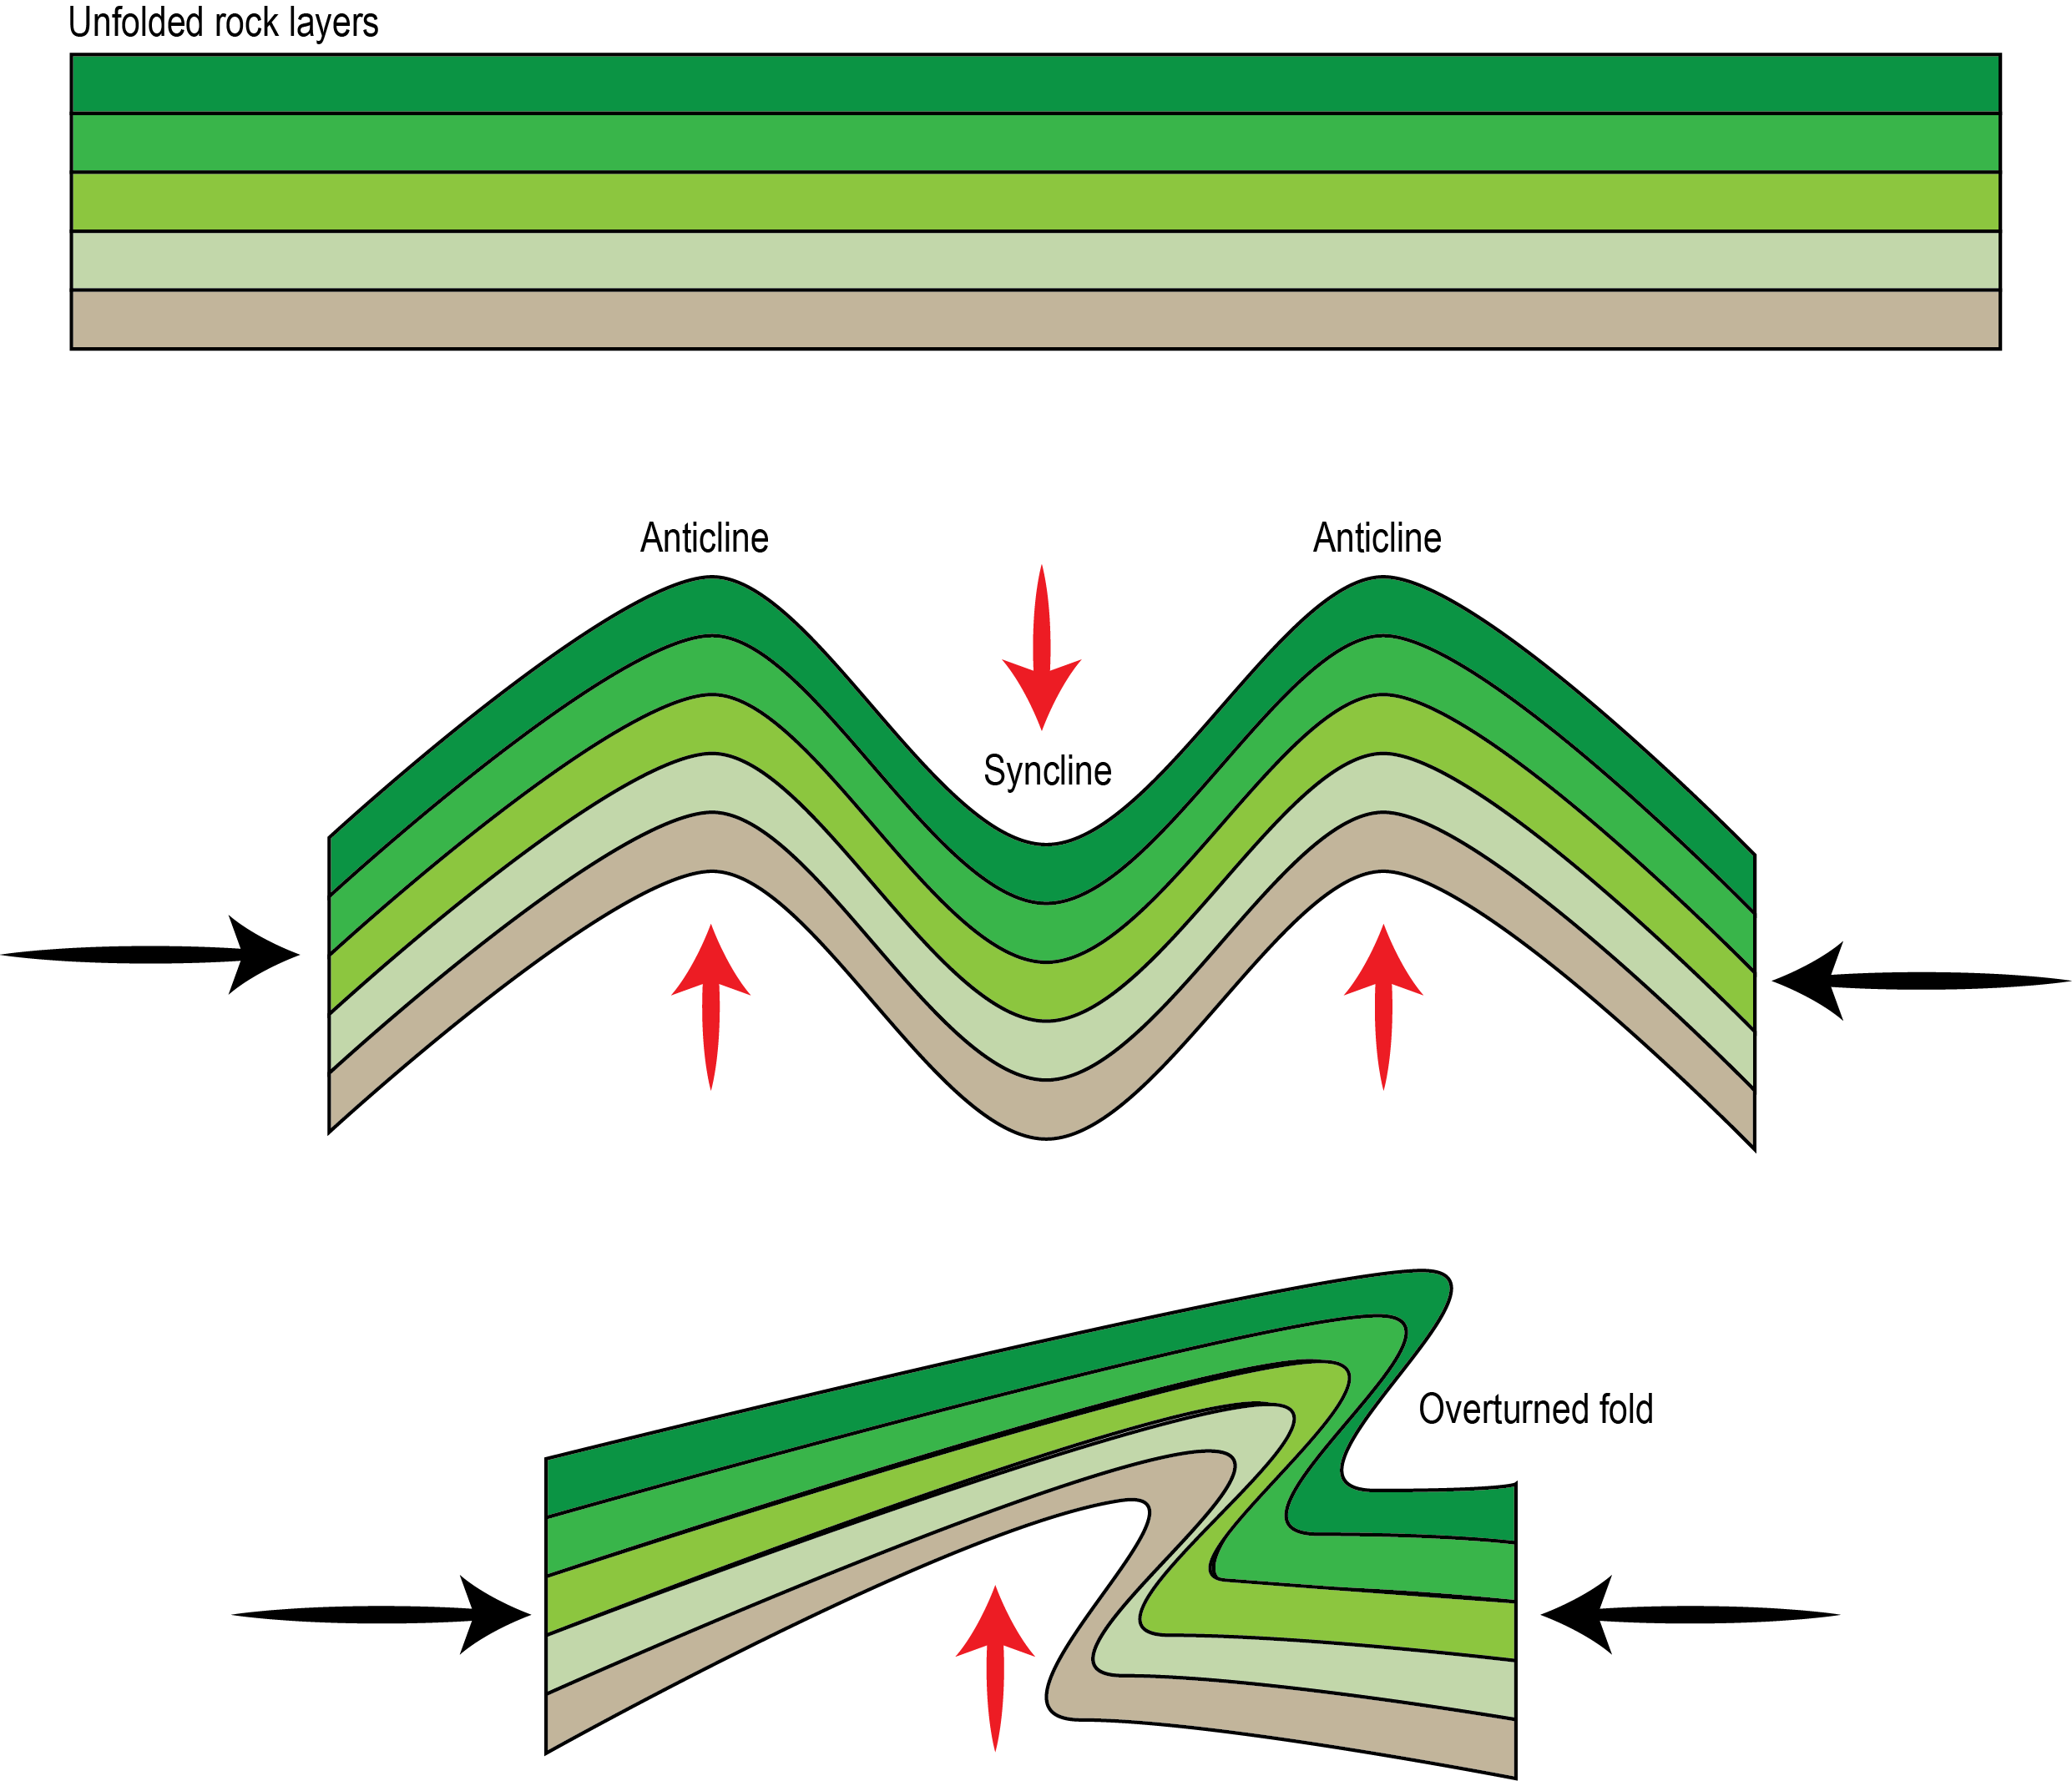 Unfolded rock layers
Anticline
Anticline
Syncline
Overturned fold